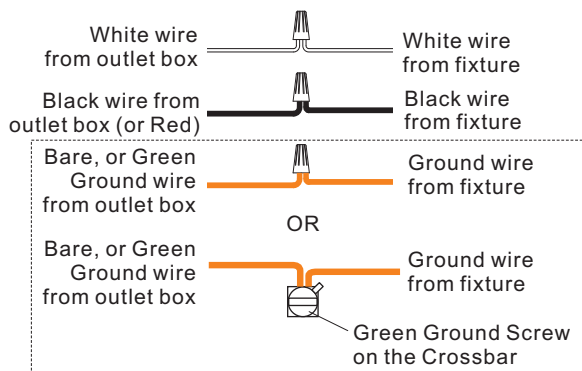 White wire
from outlet box
White wire
from fixture
Black wire from
outlet box (or Red)
Black wire
from fixture
Bare, or Green
Ground wire
from outlet box
Ground wire
from fixture
OR
Bare, or Green
Ground wire
from outlet box
Ground wire
from fixture
Green Ground Screw
on the Crossbar